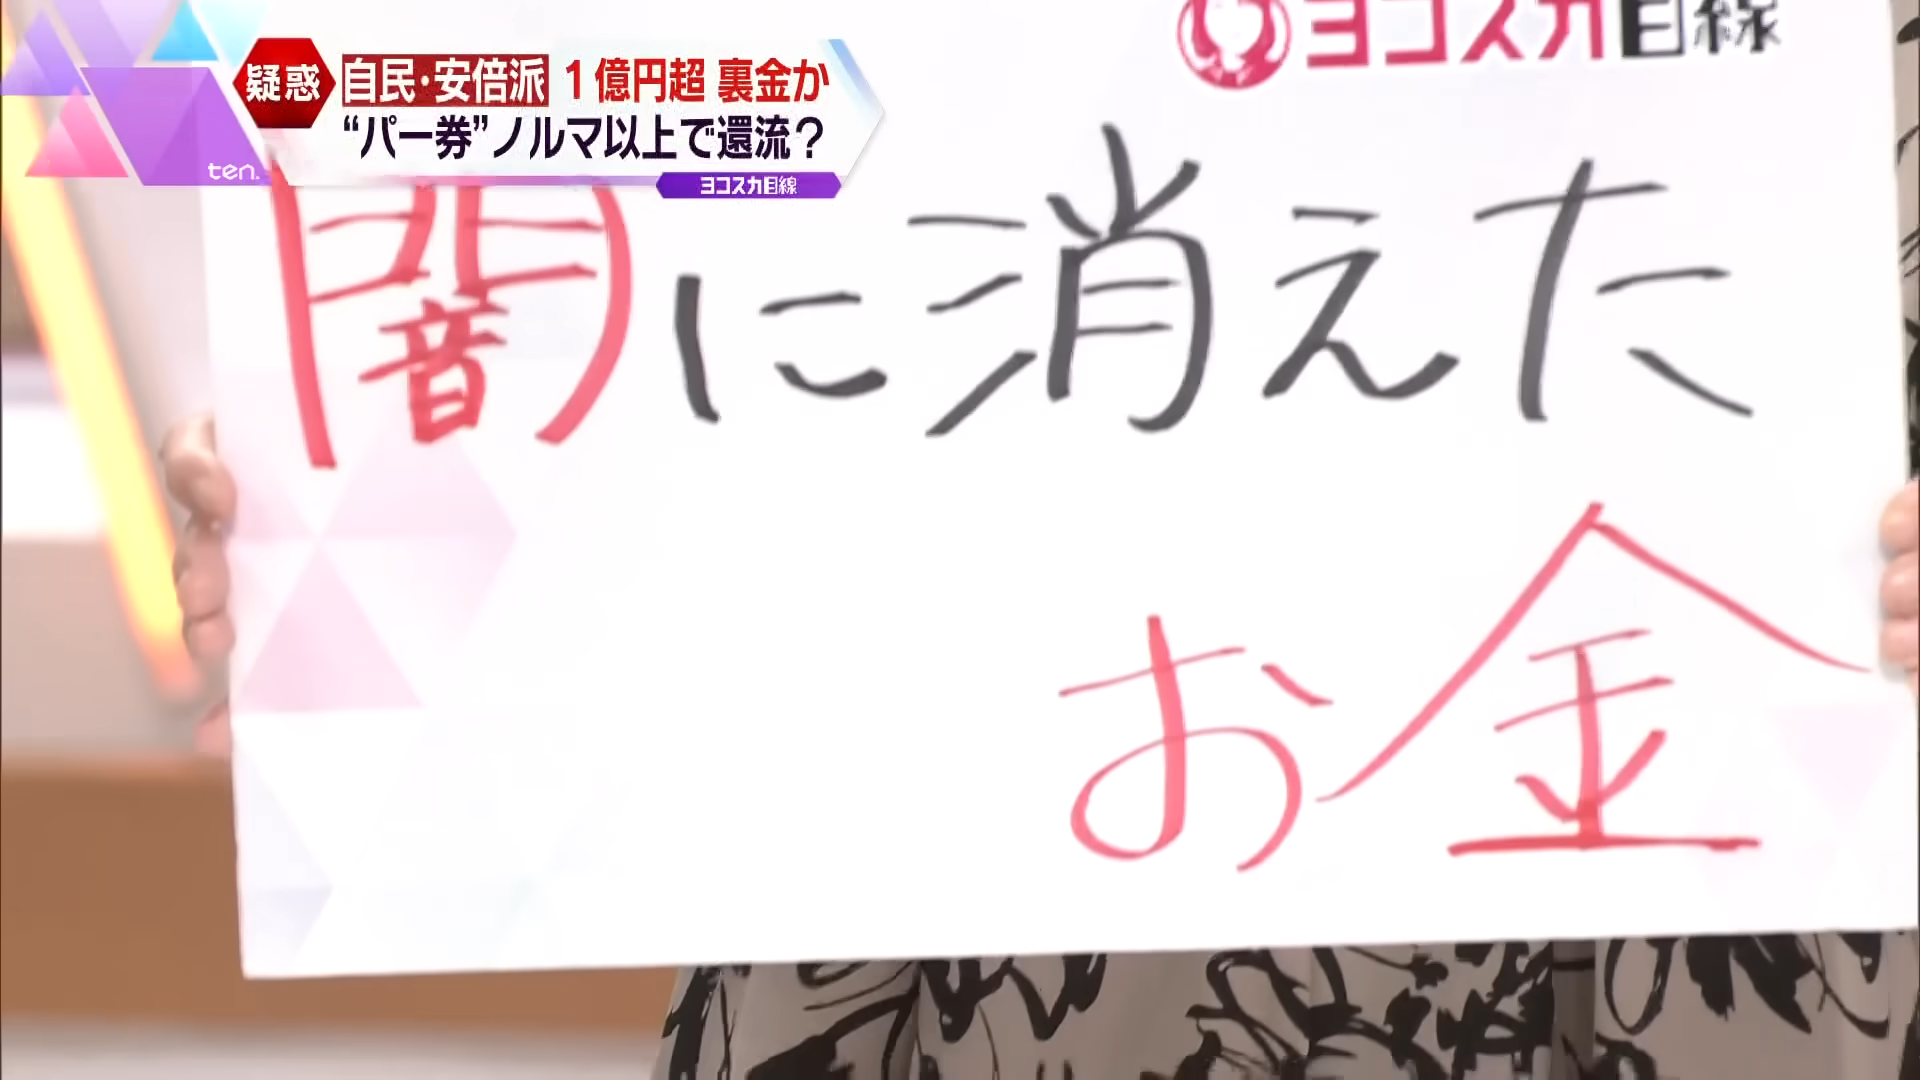 疑惑
自民・安倍派 1億円超 裏金か
“パー券”ノルマ以上で還流？
ten.
ヨコスカ目線
ヨコスカ目線
闇に消えた
お金